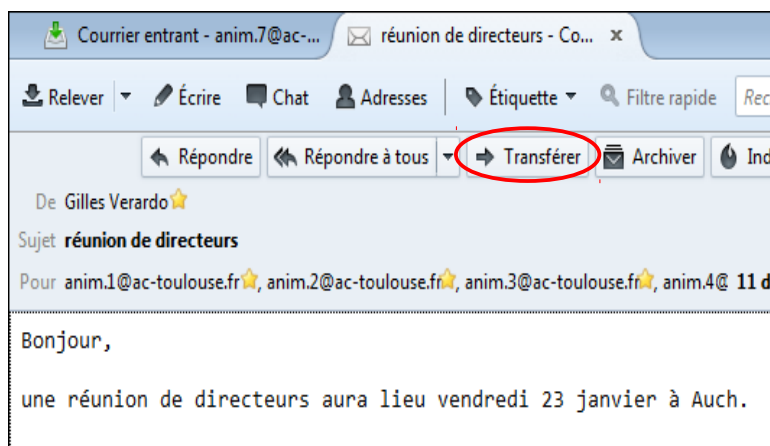 Courrier entrant - anim.7@ac-... réunion de directeurs - Co... x
Relever Écrire Chat Adresses Étiquette Filtre rapide Rec
Répondre Répondre à tous Transférer Archiver Ind
De Gilles Verardo
Sujet réunion de directeurs
Pour anim.1@ac-toulouse.fr, anim.2@ac-toulouse.fr, anim.3@ac-toulouse.fr, anim.4@ 11 d
Bonjour,
une réunion de directeurs aura lieu vendredi 23 janvier à Auch.